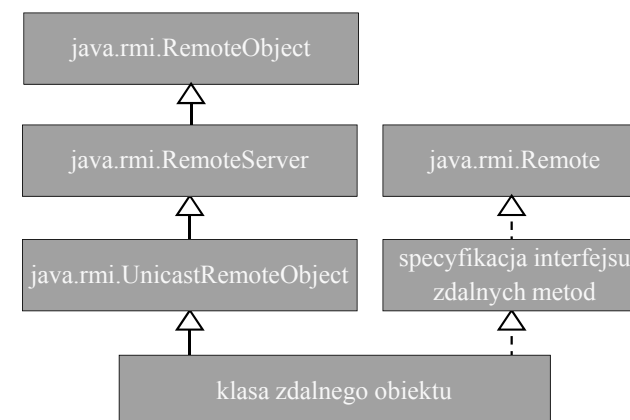 java.rmi.RemoteObject
java.rmi.RemoteServer
java.rmi.Remote
java.rmi.UnicastRemoteObject
specyfikacja interfejsu
zdalnych metod
klasa zdalnego obiektu